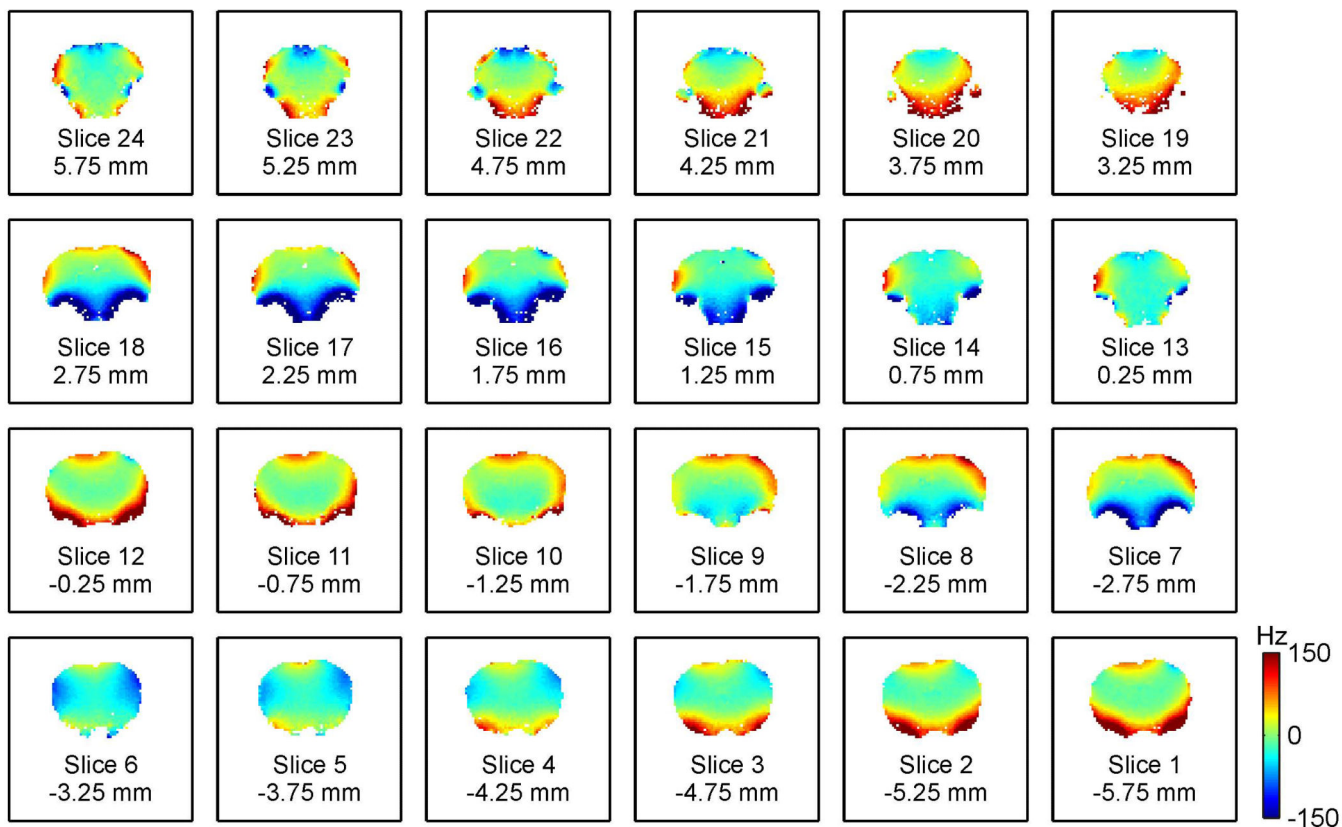 Slice 24
5.75 mm
Slice 23
5.25 mm
Slice 22
4.75 mm
Slice 21
4.25 mm
Slice 20
3.75 mm
Slice 19
3.25 mm
Slice 18
2.75 mm
Slice 17
2.25 mm
Slice 16
1.75 mm
Slice 15
1.25 mm
Slice 14
0.75 mm
Slice 13
0.25 mm
Slice 12
-0.25 mm
Slice 11
-0.75 mm
Slice 10
-1.25 mm
Slice 9
-1.75 mm
Slice 8
-2.25 mm
Slice 7
-2.75 mm
Slice 6
-3.25 mm
Slice 5
-3.75 mm
Slice 4
-4.25 mm
Slice 3
-4.75 mm
Slice 2
-5.25 mm
Slice 1
-5.75 mm
Hz
150
0
-150